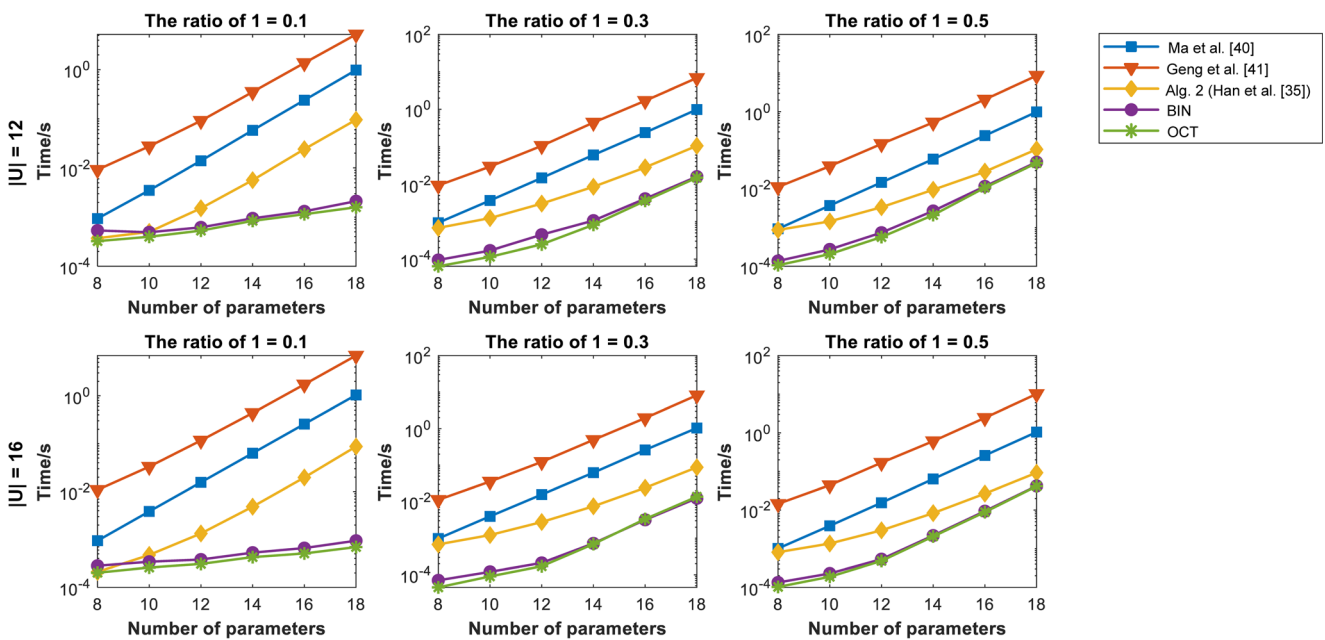 The ratio of 1 = 0.1
The ratio of 1 = 0.3
The ratio of 1 = 0.5
|U| = 12
Time/s
10^0
10^-2
10^-4
8 10 12 14 16 18
Number of parameters
Time/s
10^2
10^0
10^-2
10^-4
8 10 12 14 16 18
Number of parameters
Time/s
10^2
10^0
10^-2
10^-4
8 10 12 14 16 18
Number of parameters
Ma et al. [40]
Geng et al. [41]
Alg. 2 (Han et al. [35])
BIN
OCT
The ratio of 1 = 0.1
The ratio of 1 = 0.3
The ratio of 1 = 0.5
|U| = 16
Time/s
10^0
10^-2
10^-4
8 10 12 14 16 18
Number of parameters
Time/s
10^2
10^0
10^-2
10^-4
8 10 12 14 16 18
Number of parameters
Time/s
10^2
10^0
10^-2
10^-4
8 10 12 14 16 18
Number of parameters